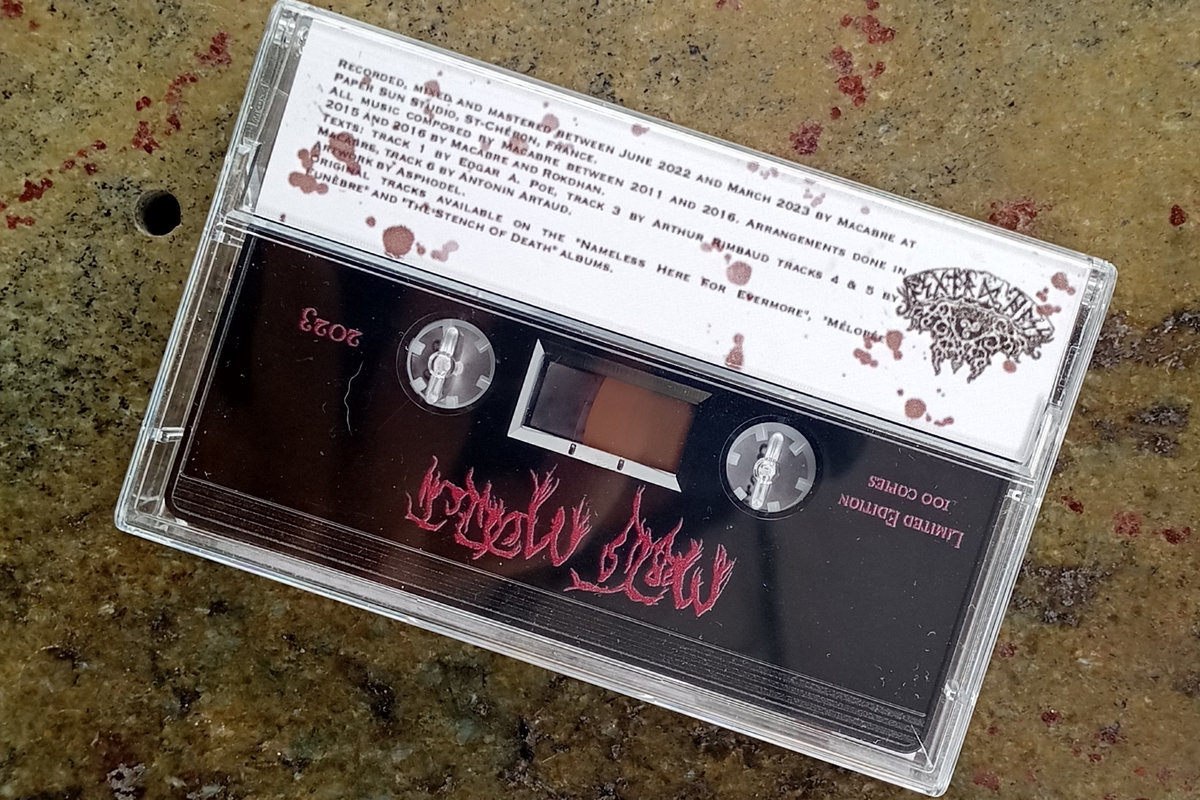 RECORDED, MIXED AND MASTERED BETWEEN JUNE 2022 AND MARCH 2023 BY MACABRE AT
PAPER SUN STUDIO, ST-CHÉRON, FRANCE.
ALL MUSIC COMPOSED BY MACABRE BETWEEN 2011 AND 2016, ARRANGEMENTS DONE IN
2015 AND 2016 BY MACABRE AND ROKDHAN.
TEXTS: TRACK 1 BY EDGAR A. POE, TRACK 3 BY ARTHUR RIMBAUD TRACKS 4 & 5 BY
MACABRE, TRACK 6 BY ANTONIN ARTAUD.
ARTWORK BY ASPHODEL.
ORIGINAL TRACKS AVAILABLE ON THE "NAMELESS HERE FOR EVERMORE", "MÉLOPÉE
FUNÈBRE" AND "THE STENCH OF DEATH" ALBUMS.
LIMITED EDITION
100 COPIES
2023